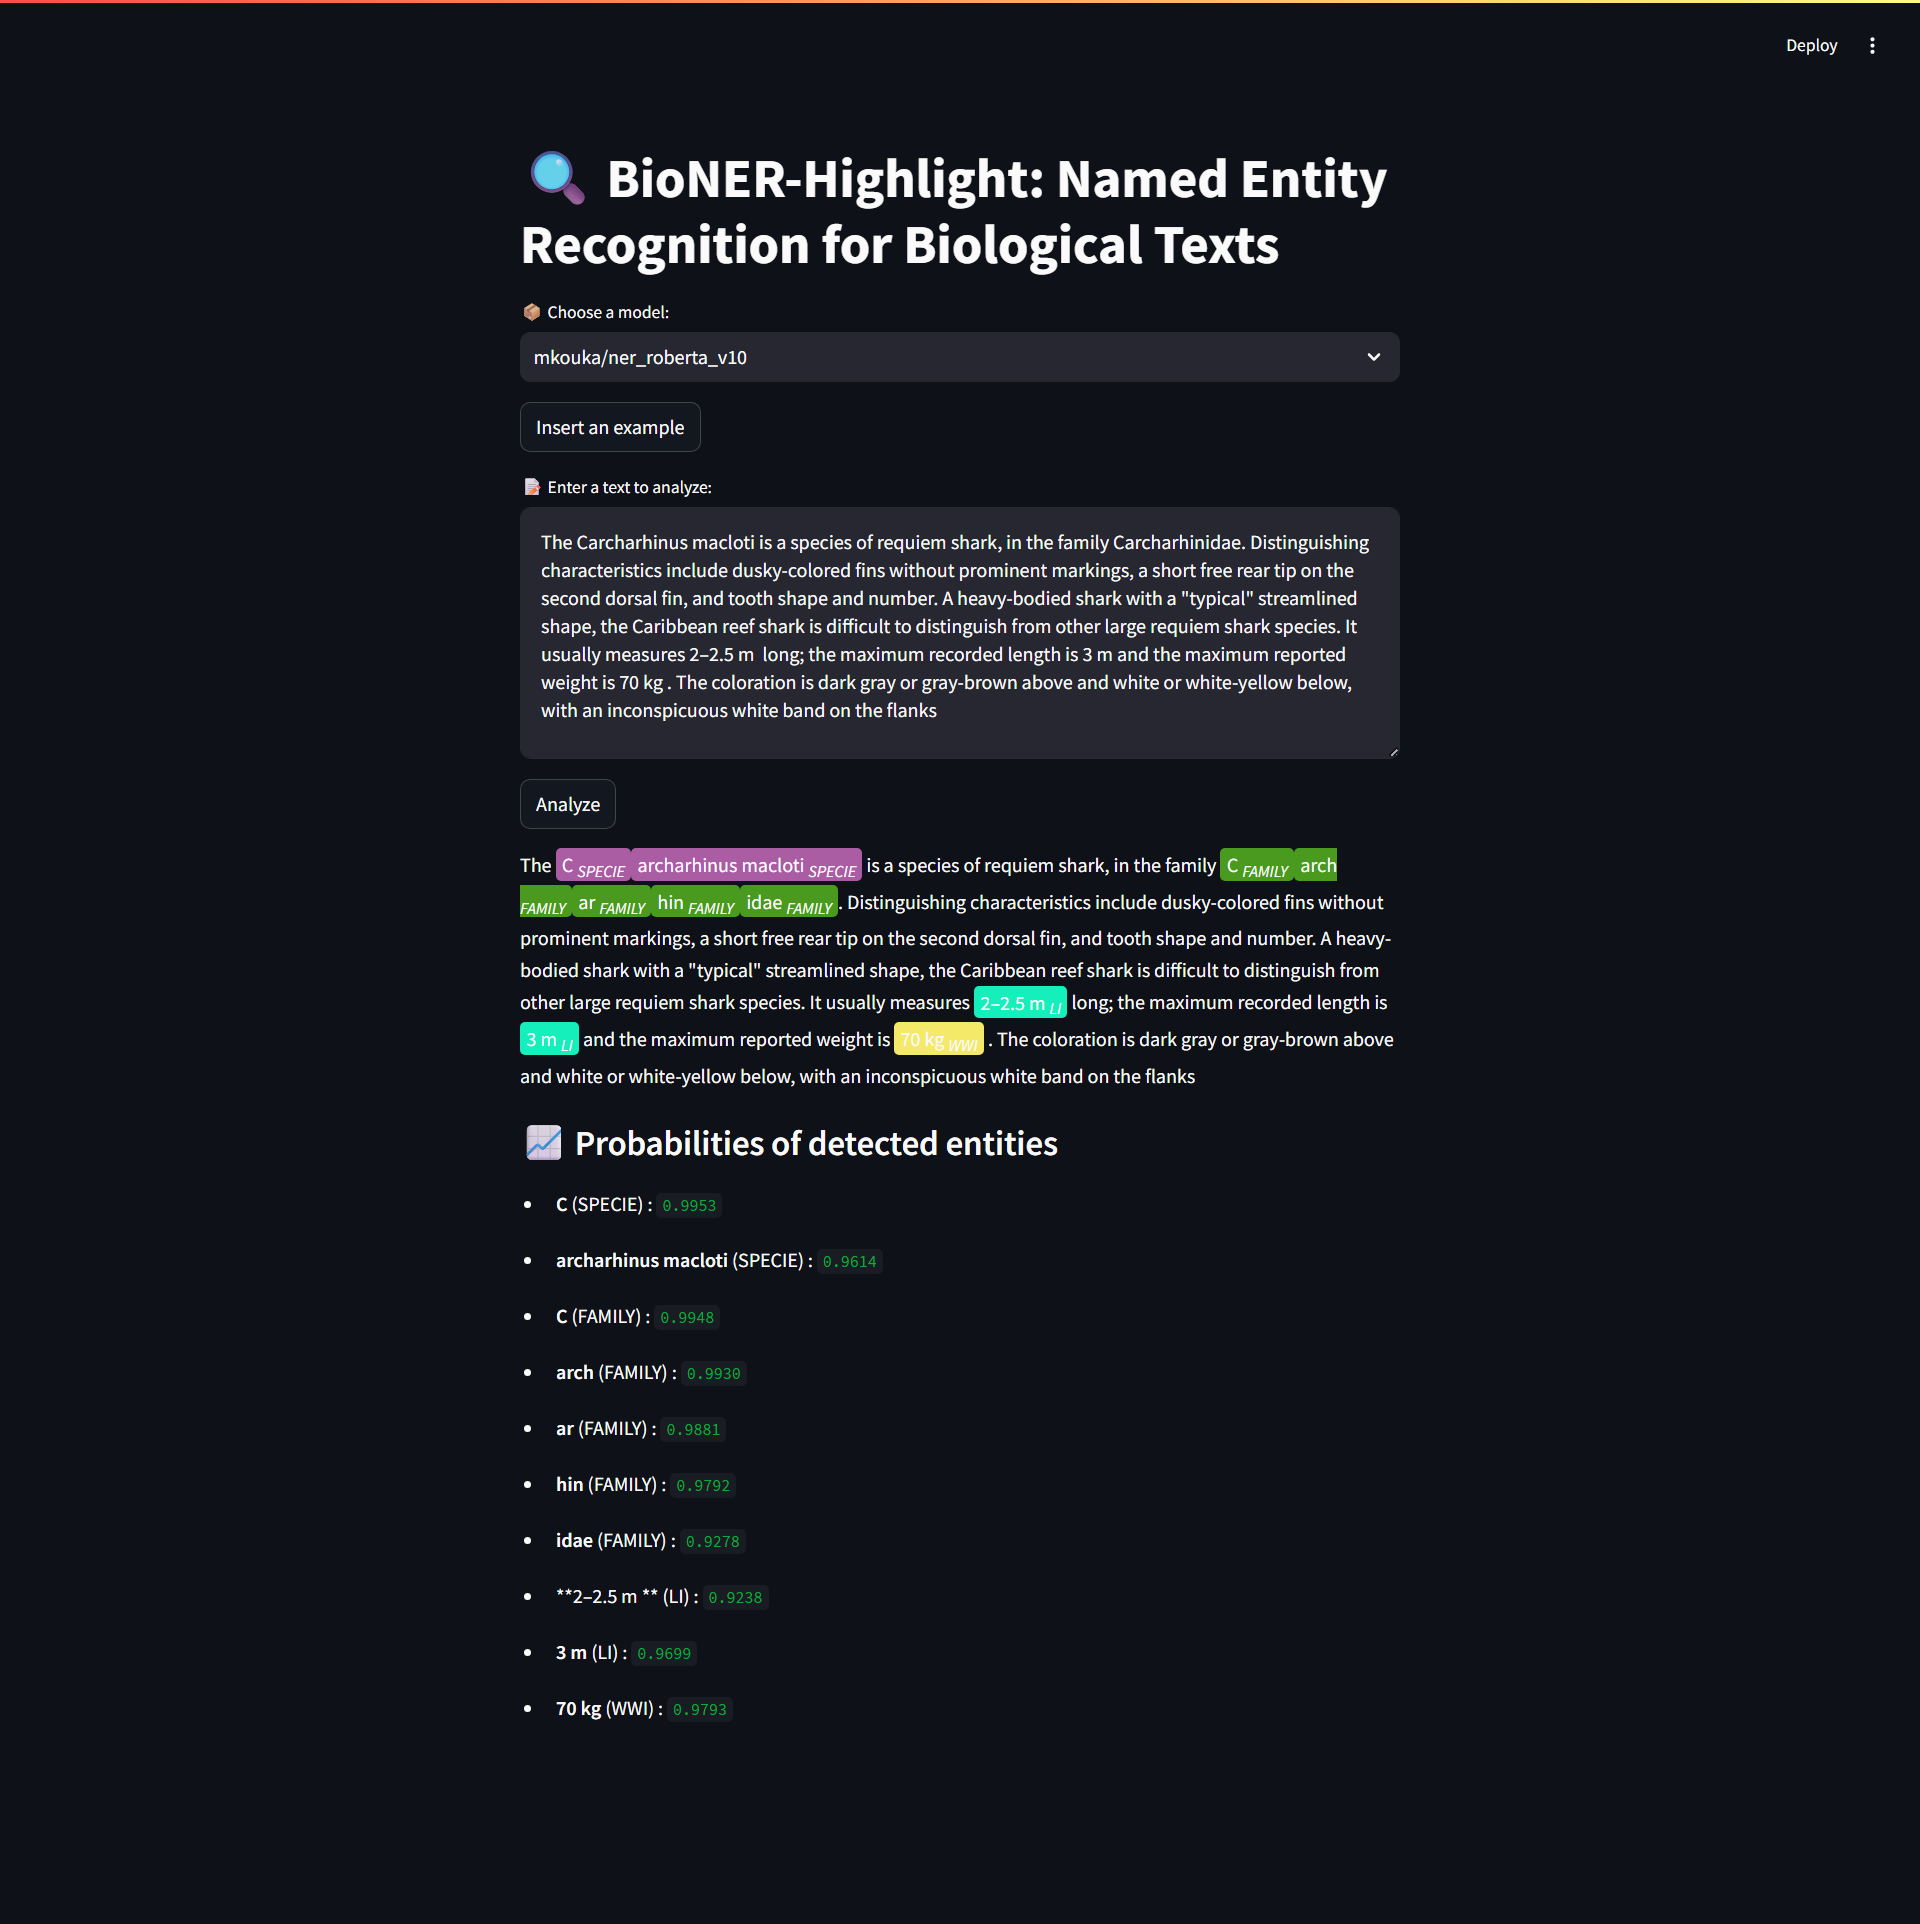 Deploy
BioNER-Highlight: Named Entity
Recognition for Biological Texts
Choose a model:
mkouka/ner_roberta_v10
Insert an example
Enter a text to analyze:
The Carcharhinus macloti is a species of requiem shark, in the family Carcharhinidae. Distinguishing
characteristics include dusky-colored fins without prominent markings, a short free rear tip on the
second dorsal fin, and tooth shape and number. A heavy-bodied shark with a "typical" streamlined
shape, the Caribbean reef shark is difficult to distinguish from other large requiem shark species. It
usually measures 2–2.5 m  long; the maximum recorded length is 3 m and the maximum reported
weight is 70 kg . The coloration is dark gray or gray-brown above and white or white-yellow below,
with an inconspicuous white band on the flanks
Analyze
The C SPECIE archarhinus macloti SPECIE is a species of requiem shark, in the family C FAMILY arch
FAMILY ar FAMILY hin FAMILY idae FAMILY . Distinguishing characteristics include dusky-colored fins without
prominent markings, a short free rear tip on the second dorsal fin, and tooth shape and number. A heavy-
bodied shark with a "typical" streamlined shape, the Caribbean reef shark is difficult to distinguish from
other large requiem shark species. It usually measures 2–2.5 m LI long; the maximum recorded length is
3 m LI and the maximum reported weight is 70 kg WWI . The coloration is dark gray or gray-brown above
and white or white-yellow below, with an inconspicuous white band on the flanks
Probabilities of detected entities
• C (SPECIE) : 0.9953
• archarhinus macloti (SPECIE) : 0.9614
• C (FAMILY) : 0.9948
• arch (FAMILY) : 0.9930
• ar (FAMILY) : 0.9881
• hin (FAMILY) : 0.9792
• idae (FAMILY) : 0.9278
• **2–2.5 m ** (LI) : 0.9238
• 3 m (LI) : 0.9699
• 70 kg (WWI) : 0.9793